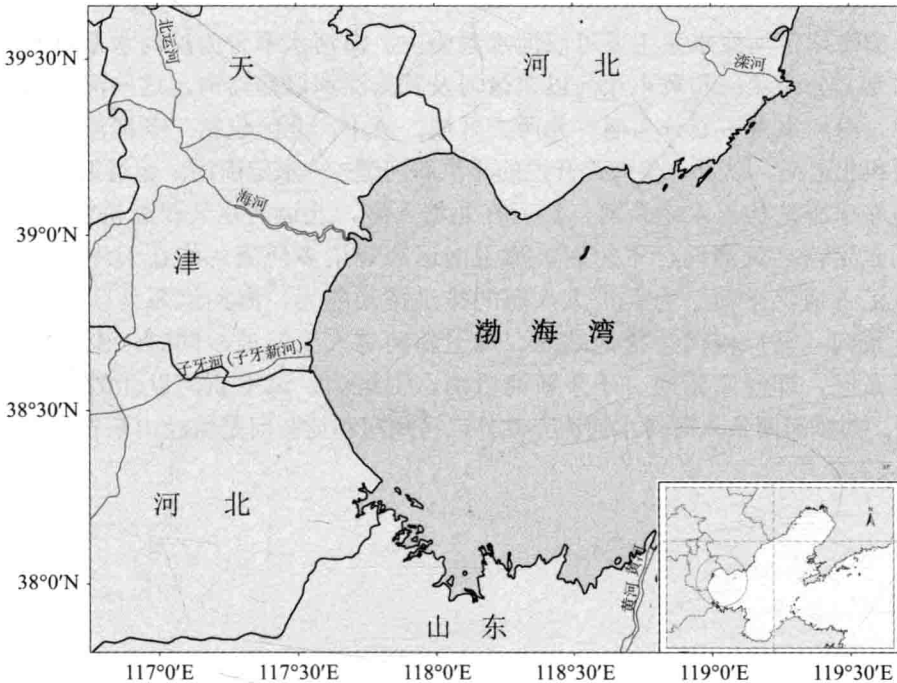 39°30′N
39°0′N
38°30′N
38°0′N
北运河
天
河 北
滦河
海河
津
渤 海 湾
子牙河(子牙新河)
河 北
山 东
黄河
N
117°0′E
117°30′E
118°0′E
118°30′E
119°0′E
119°30′E